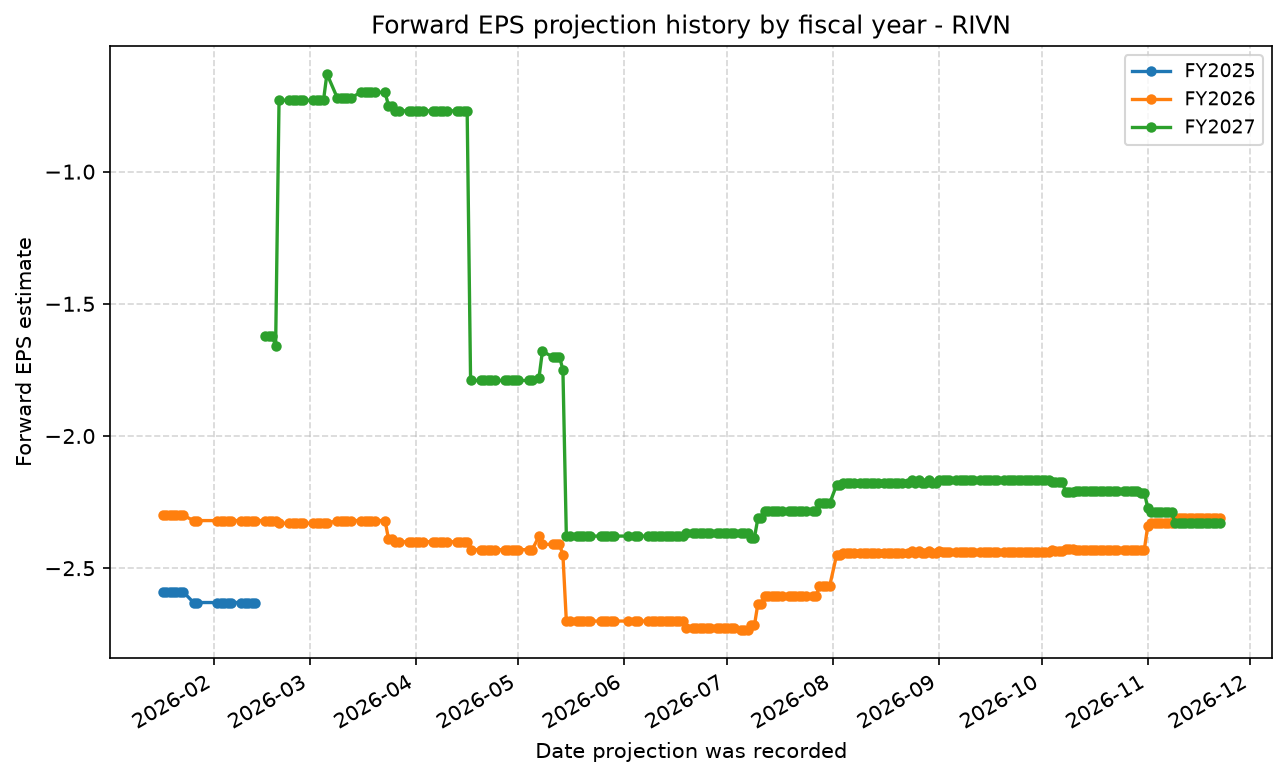 Forward EPS projection history by fiscal year - RIVN
FY2025
FY2026
FY2027
Forward EPS estimate
−1.0
−1.5
−2.0
−2.5
2026-02
2026-03
2026-04
2026-05
2026-06
2026-07
2026-08
2026-09
2026-10
2026-11
2026-12
Date projection was recorded